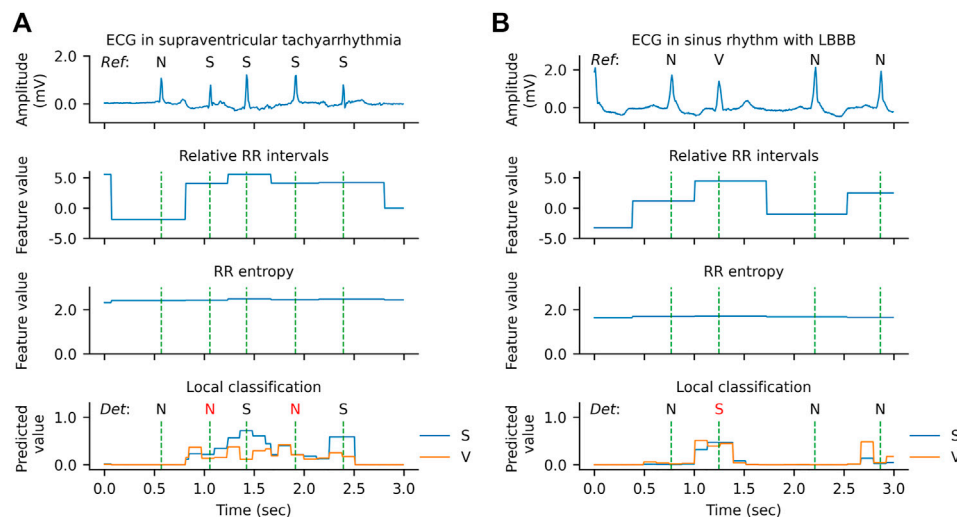 A
ECG in supraventricular tachyarrhythmia
Ref: N S S S S
Amplitude
(mV)
2.0
0.0
Relative RR intervals
Feature value
5.0
0.0
-5.0
RR entropy
Feature value
2.0
0.0
Local classification
Det: N N S N S
Predicted
value
1.0
0.0
S
V
0.0 0.5 1.0 1.5 2.0 2.5 3.0
Time (sec)
B
ECG in sinus rhythm with LBBB
Ref: N V N N
Amplitude
(mV)
2.0
0.0
Relative RR intervals
Feature value
5.0
0.0
-5.0
RR entropy
Feature value
2.0
0.0
Local classification
Det: N S N N
Predicted
value
1.0
0.0
S
V
0.0 0.5 1.0 1.5 2.0 2.5 3.0
Time (sec)